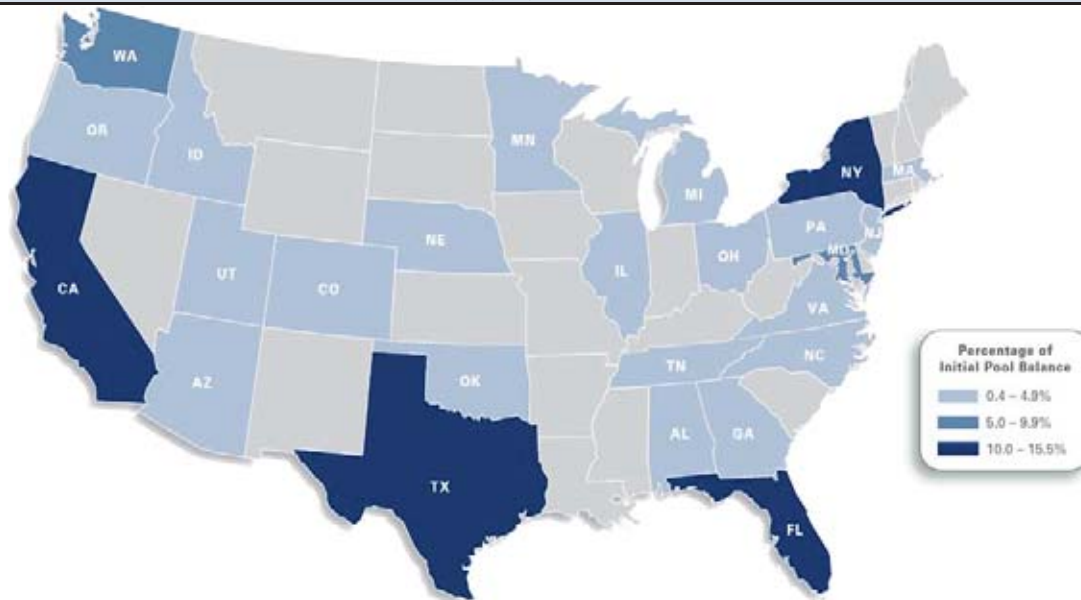 WA
OR
ID
MN
MI
NY
MA
NE
PA
NJ
OH
MD
IL
UT
CO
CA
VA
NC
TN
AZ
OK
AL
GA
TX
FL
Percentage of
Initial Pool Balance
0.4 – 4.9%
5.0 – 9.9%
10.0 – 15.5%